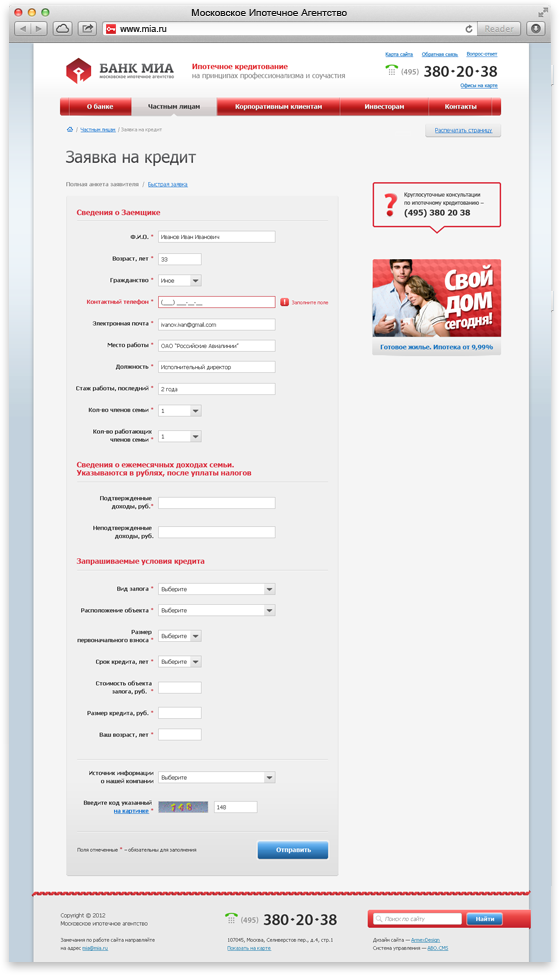 Московское Ипотечное Агентство
www.mia.ru
Reader
БАНК МИА
МОСКОВСКОЕ ИПОТЕЧНОЕ АГЕНТСТВО
Ипотечное кредитование
на принципах профессионализма и соучастия
Карта сайта Обратная связь Вопрос-ответ
(495) 380·20·38
Офисы на карте
О банке Частным лицам Корпоративным клиентам Инвесторам Контакты
/ Частным лицам / Заявка на кредит
Распечатать страницу
Заявка на кредит
Полная анкета заявителя / Быстрая заявка
Сведения о Заемщике
Ф.И.О. * Иванов Иван Иванович
Возраст, лет * 33
Гражданство * Иное
Контактный телефон * (___) ___-__-__ ! Заполните поле
Электронная почта * ivanov.ivan@gmail.com
Место работы * ОАО "Российские Авиалинии"
Должность * Исполнительный директор
Стаж работы, последний * 2 года
Кол-во членов семьи * 1
Кол-во работающих
членов семьи * 1
Сведения о ежемесячных доходах семьи.
Указываются в рублях, после уплаты налогов
Подтвержденные
доходы, руб.*
Неподтвержденные
доходы, руб.
Запрашиваемые условия кредита
Вид залога * Выберите
Расположение объекта * Выберите
Размер
первоначального взноса * Выберите
Срок кредита, лет * Выберите
Стоимость объекта
залога, руб. *
Размер кредита, руб. *
Ваш возраст, лет *
Источник информации
о нашей компании Выберите
Введите код указанный
на картинке * 148 148
Поля отмеченные * – обязательны для заполнения
Отправить
?
Круглосуточные консультации
по ипотечному кредитованию –
(495) 380 20 38
Свой
дом
сегодня!
Готовое жилье. Ипотека от 9,99%
Copyright © 2012
Московское ипотечное агентство
Замечания по работе сайта направляйте
на адрес mia@mia.ru
(495) 380·20·38
107045, Москва, Селиверстов пер., д.4, стр.1
Показать на карте
Поиск по сайту
Найти
Дизайн сайта — AnnexDesign
Система управления — ABO.CMS